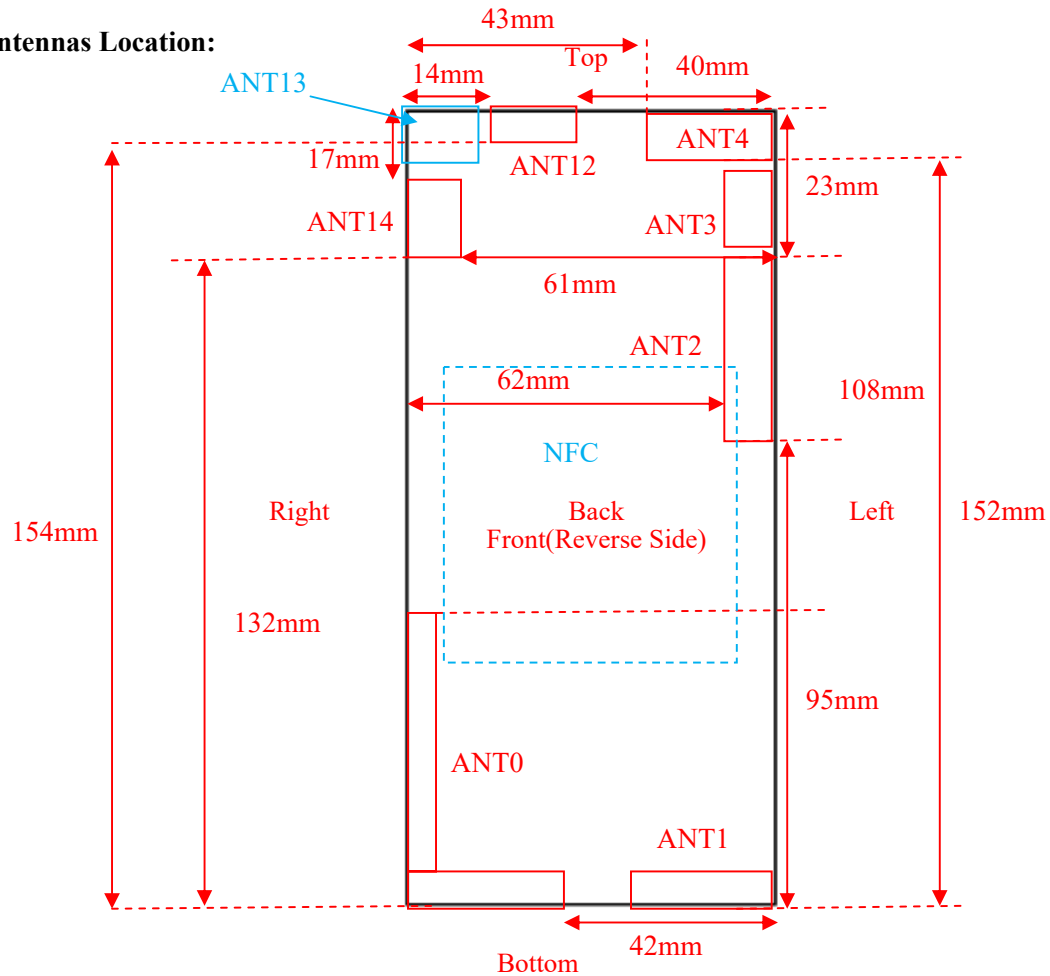 43mm
ntennas Location:
Top
14mm
40mm
ANT13
ANT4
17mm
ANT12
23mm
ANT14
ANT3
61mm
ANT2
62mm
108mm
NFC
Right
Back
Left
152mm
154mm
Front(Reverse Side)
132mm
95mm
ANT0
ANT1
42mm
Bottom